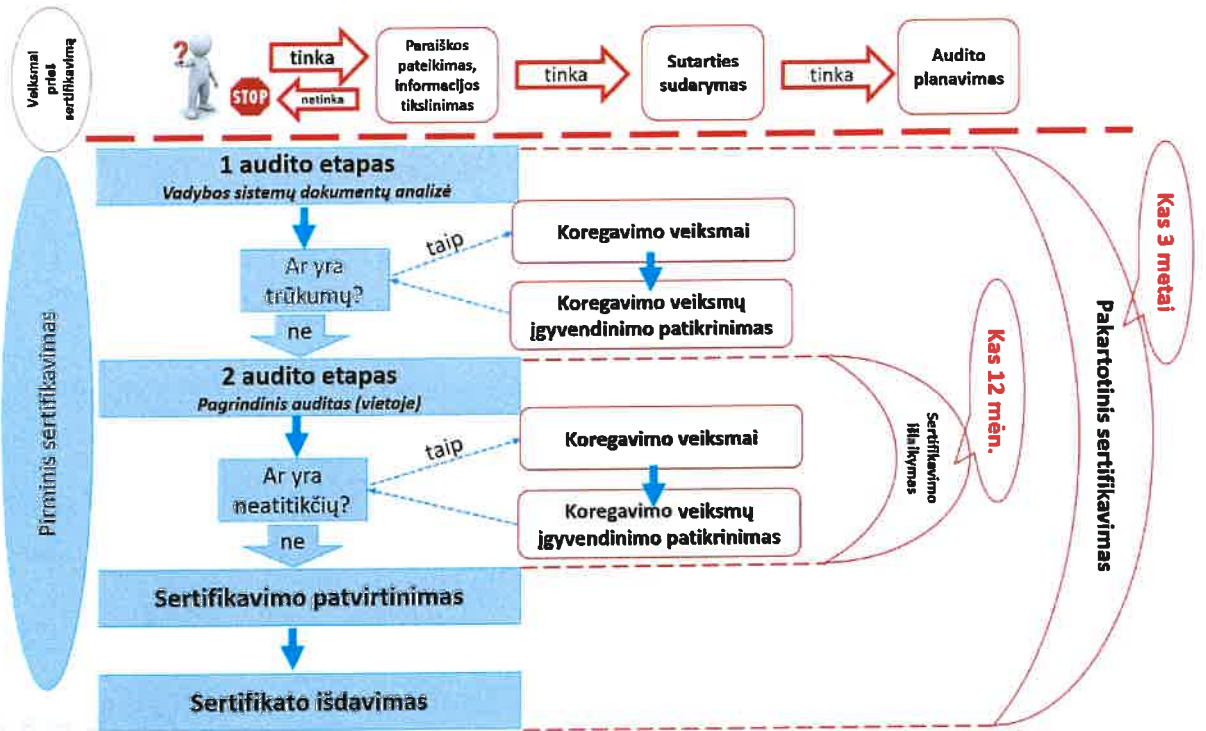 Veiksmai
prieš
sertifikavimą
?
STOP
tinka
netinka
Paraiškos
pateikimas,
informacijos
tikslinimas
tinka
Sutarties
sudarymas
tinka
Audito
planavimas
Pirminis sertifikavimas
1 audito etapas
Vadybos sistemų dokumentų analizė
Ar yra
trūkumų?
taip
Koregavimo veiksmai
Koregavimo veiksmų
įgyvendinimo patikrinimas
ne
2 audito etapas
Pagrindinis auditas (vietoje)
Ar yra
neatitikčių?
taip
Koregavimo veiksmai
Koregavimo veiksmų
įgyvendinimo patikrinimas
ne
Sertifikavimo patvirtinimas
Sertifikato išdavimas
Sertifikavimo
išlaikymas
Kas 12 mėn.
Pakartotinis sertifikavimas
Kas 3 metai